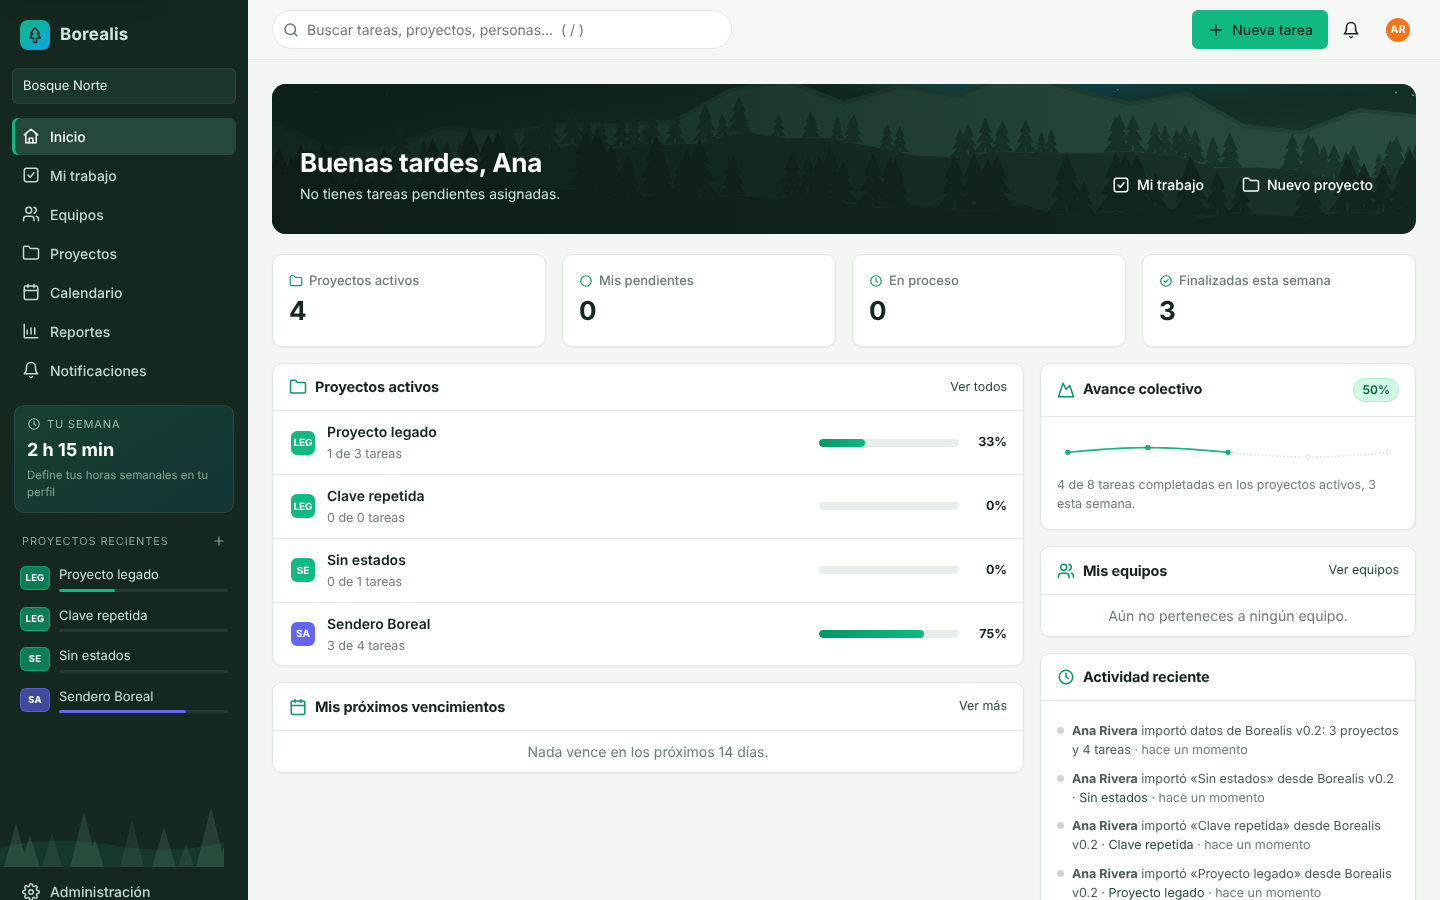 Borealis
Bosque Norte
Inicio
Mi trabajo
Equipos
Proyectos
Calendario
Reportes
Notificaciones
TU SEMANA
2 h 15 min
Define tus horas semanales en tu
perfil
PROYECTOS RECIENTES
LEG Proyecto legado
LEG Clave repetida
SE Sin estados
SA Sendero Boreal
Administración
Buscar tareas, proyectos, personas... ( / )
Nueva tarea
AR
Buenas tardes, Ana
No tienes tareas pendientes asignadas.
Mi trabajo
Nuevo proyecto
Proyectos activos
4
Mis pendientes
0
En proceso
0
Finalizadas esta semana
3
Proyectos activos
Ver todos
LEG
Proyecto legado
1 de 3 tareas
33%
LEG
Clave repetida
0 de 0 tareas
0%
SE
Sin estados
0 de 1 tareas
0%
SA
Sendero Boreal
3 de 4 tareas
75%
Mis próximos vencimientos
Ver más
Nada vence en los próximos 14 días.
Avance colectivo
50%
4 de 8 tareas completadas en los proyectos activos, 3
esta semana.
Mis equipos
Ver equipos
Aún no perteneces a ningún equipo.
Actividad reciente
Ana Rivera importó datos de Borealis v0.2: 3 proyectos
y 4 tareas · hace un momento
Ana Rivera importó «Sin estados» desde Borealis v0.2
· Sin estados · hace un momento
Ana Rivera importó «Clave repetida» desde Borealis
v0.2 · Clave repetida · hace un momento
Ana Rivera importó «Proyecto legado» desde Borealis
v0.2 · Proyecto legado · hace un momento